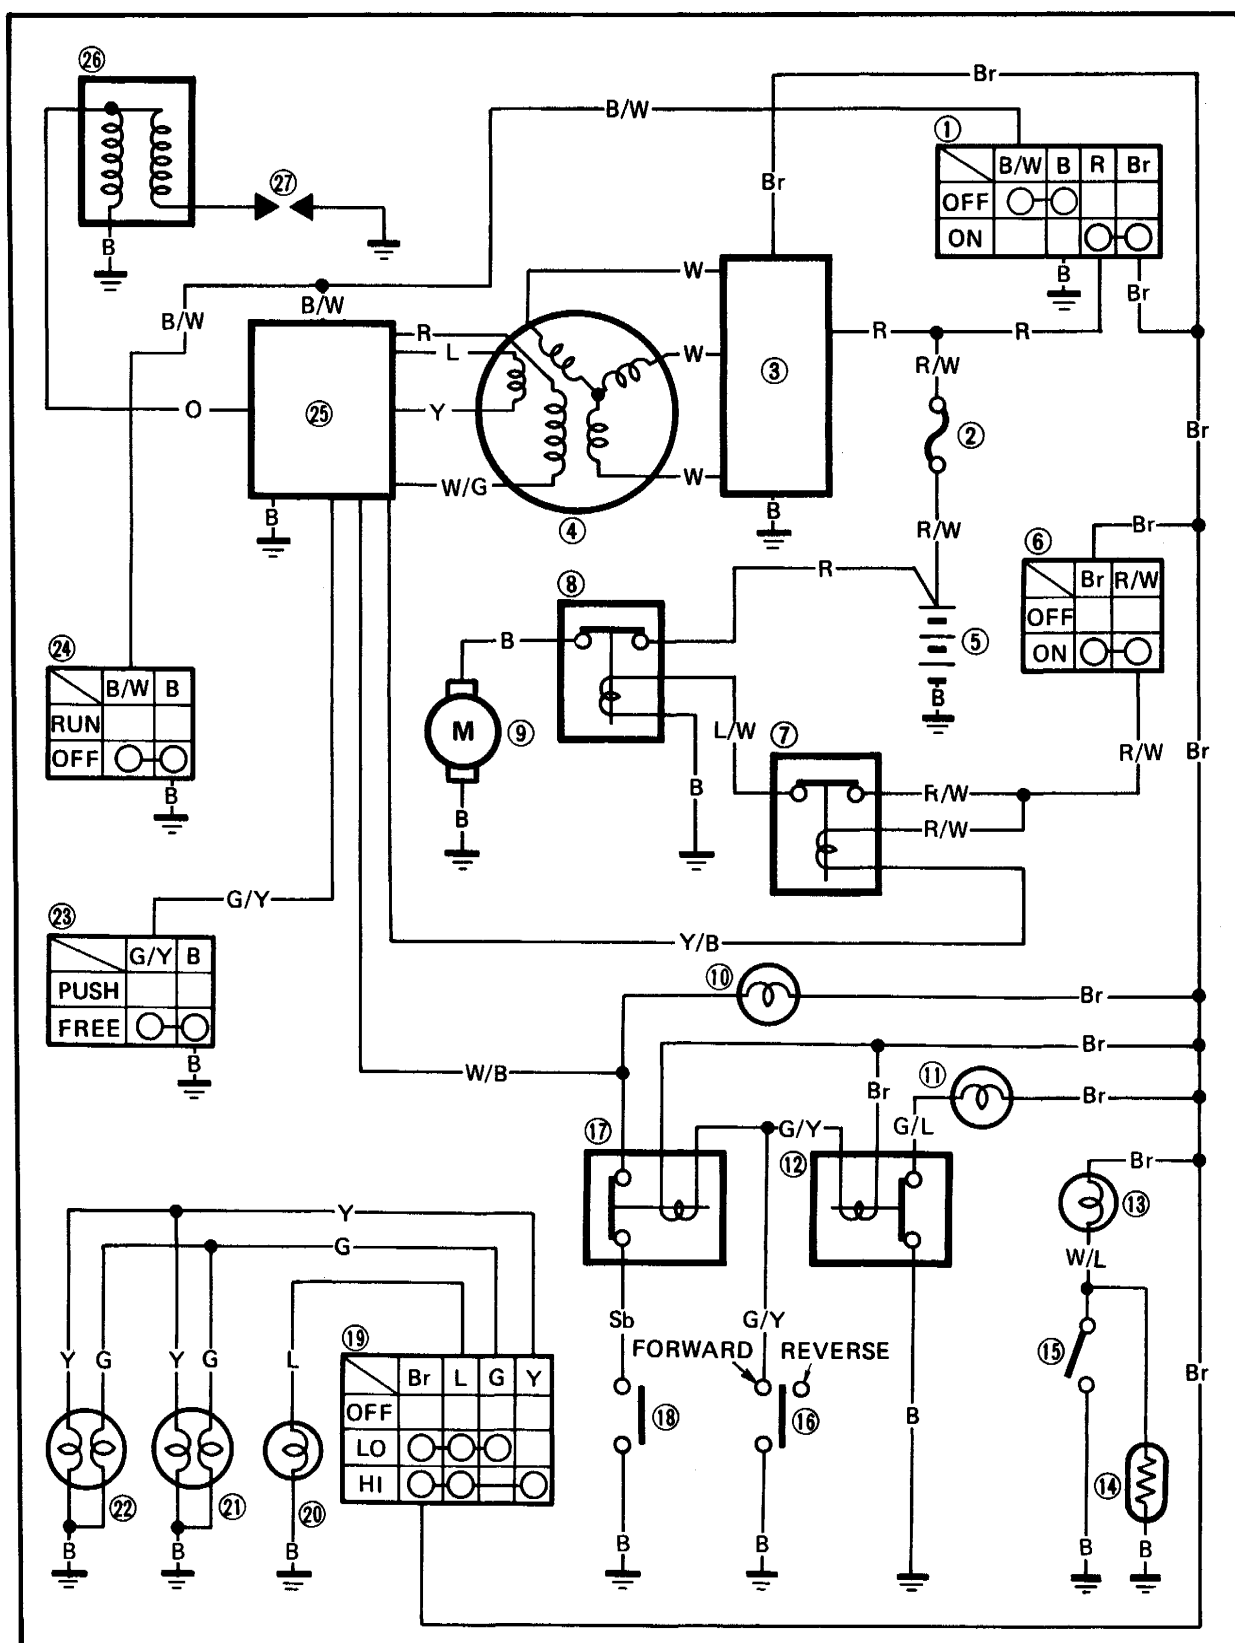 ㉖
Br
B/W
①
B/W B R Br
OFF
ON
㉗
Br
B
B
Br
W
B/W
B/W
R
L
R
R
W
③
R/W
㉕
O
Y
②
Br
W/G
W
B
④
B
R/W
Br
⑥
Br R/W
OFF
ON
⑧
R
⑤
B
B
㉔
B/W B
RUN
OFF
M
⑨
L/W
⑦
R/W
Br
B
B
R/W
R/W
B
G/Y
㉓
G/Y B
PUSH
FREE
Y/B
⑩
Br
B
W/B
Br
⑪
Br
Br
⑰
G/Y
G/L
⑫
Br
⑬
Y
G
W/L
Sb
G/Y
FORWARD
REVERSE
⑲
Br L G Y
OFF
LO
HI
Y
G
Y
G
L
⑮
Br
⑱
⑯
B
⑭
㉒
㉑
⑳
B
B
B
B
B
B
B